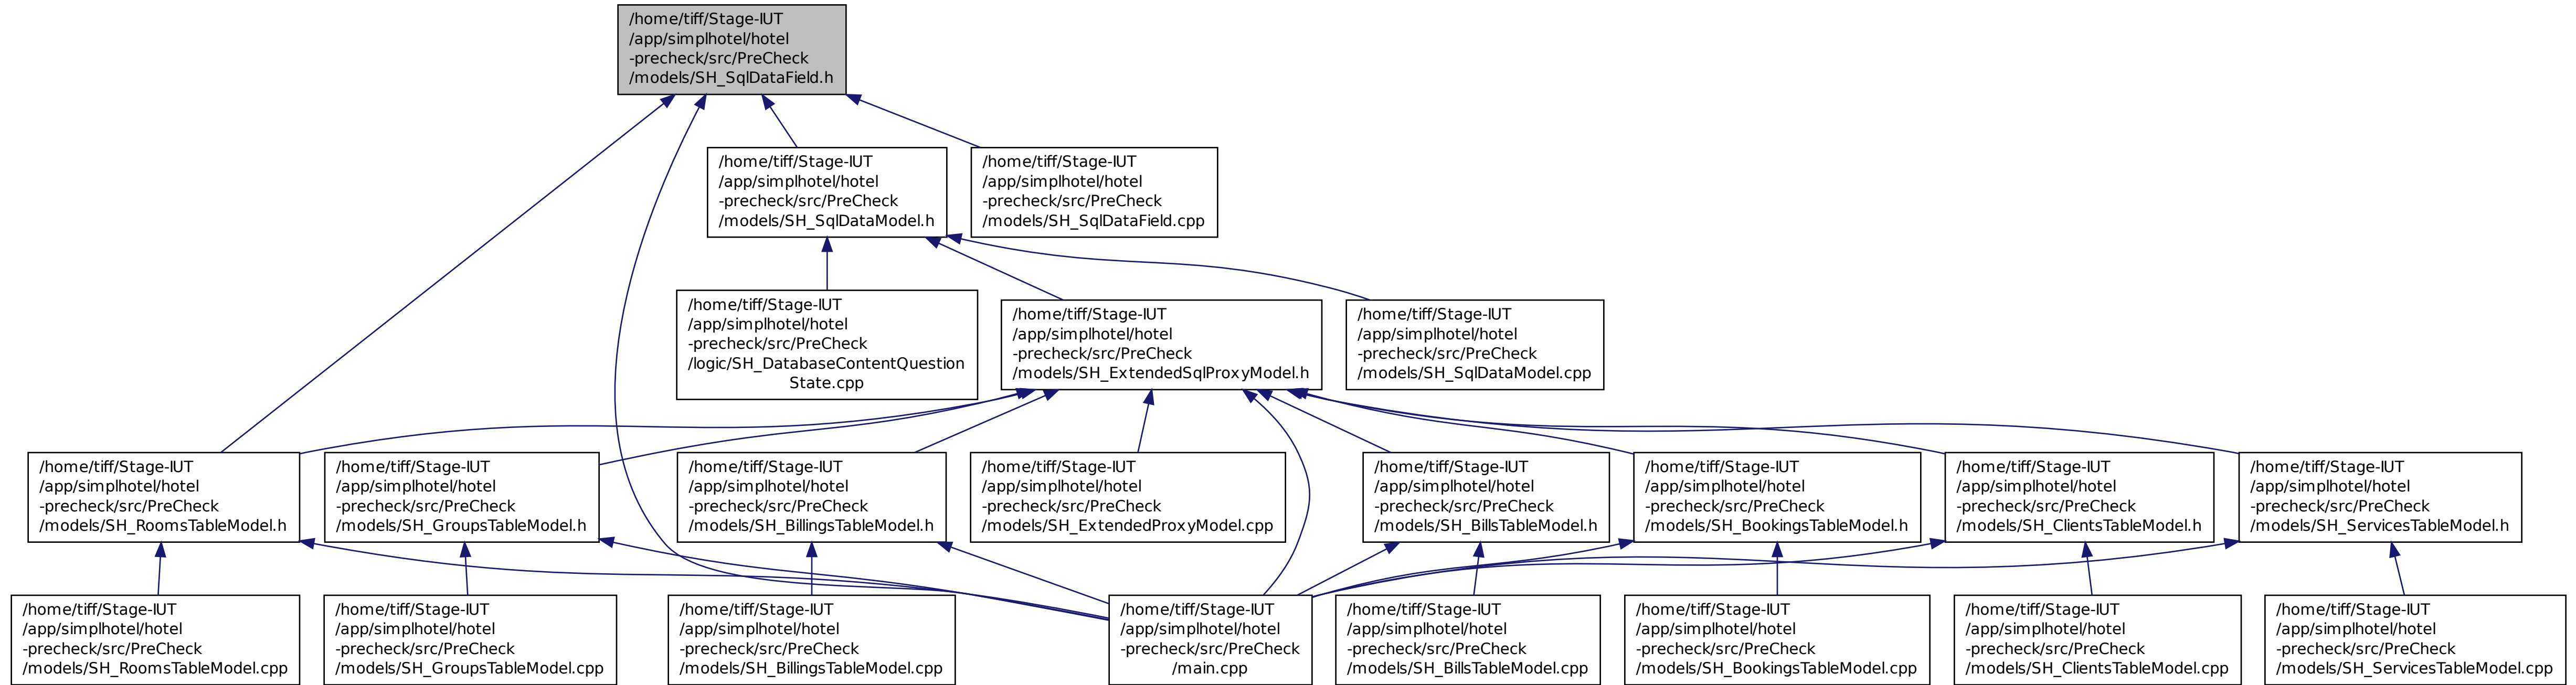 /home/tiff/Stage-IUT
/app/simplhotel/hotel
-precheck/src/PreCheck
/models/SH_SqlDataField.h
/home/tiff/Stage-IUT
/app/simplhotel/hotel
-precheck/src/PreCheck
/models/SH_SqlDataModel.h
/home/tiff/Stage-IUT
/app/simplhotel/hotel
-precheck/src/PreCheck
/models/SH_SqlDataField.cpp
/home/tiff/Stage-IUT
/app/simplhotel/hotel
-precheck/src/PreCheck
/logic/SH_DatabaseContentQuestion
State.cpp
/home/tiff/Stage-IUT
/app/simplhotel/hotel
-precheck/src/PreCheck
/models/SH_ExtendedSqlProxyModel.h
/home/tiff/Stage-IUT
/app/simplhotel/hotel
-precheck/src/PreCheck
/models/SH_SqlDataModel.cpp
/home/tiff/Stage-IUT
/app/simplhotel/hotel
-precheck/src/PreCheck
/models/SH_RoomsTableModel.h
/home/tiff/Stage-IUT
/app/simplhotel/hotel
-precheck/src/PreCheck
/models/SH_GroupsTableModel.h
/home/tiff/Stage-IUT
/app/simplhotel/hotel
-precheck/src/PreCheck
/models/SH_BillingsTableModel.h
/home/tiff/Stage-IUT
/app/simplhotel/hotel
-precheck/src/PreCheck
/models/SH_ExtendedProxyModel.cpp
/home/tiff/Stage-IUT
/app/simplhotel/hotel
-precheck/src/PreCheck
/models/SH_BillsTableModel.h
/home/tiff/Stage-IUT
/app/simplhotel/hotel
-precheck/src/PreCheck
/models/SH_BookingsTableModel.h
/home/tiff/Stage-IUT
/app/simplhotel/hotel
-precheck/src/PreCheck
/models/SH_ClientsTableModel.h
/home/tiff/Stage-IUT
/app/simplhotel/hotel
-precheck/src/PreCheck
/models/SH_ServicesTableModel.h
/home/tiff/Stage-IUT
/app/simplhotel/hotel
-precheck/src/PreCheck
/models/SH_RoomsTableModel.cpp
/home/tiff/Stage-IUT
/app/simplhotel/hotel
-precheck/src/PreCheck
/models/SH_GroupsTableModel.cpp
/home/tiff/Stage-IUT
/app/simplhotel/hotel
-precheck/src/PreCheck
/models/SH_BillingsTableModel.cpp
/home/tiff/Stage-IUT
/app/simplhotel/hotel
-precheck/src/PreCheck
/main.cpp
/home/tiff/Stage-IUT
/app/simplhotel/hotel
-precheck/src/PreCheck
/models/SH_BillsTableModel.cpp
/home/tiff/Stage-IUT
/app/simplhotel/hotel
-precheck/src/PreCheck
/models/SH_BookingsTableModel.cpp
/home/tiff/Stage-IUT
/app/simplhotel/hotel
-precheck/src/PreCheck
/models/SH_ClientsTableModel.cpp
/home/tiff/Stage-IUT
/app/simplhotel/hotel
-precheck/src/PreCheck
/models/SH_ServicesTableModel.cpp